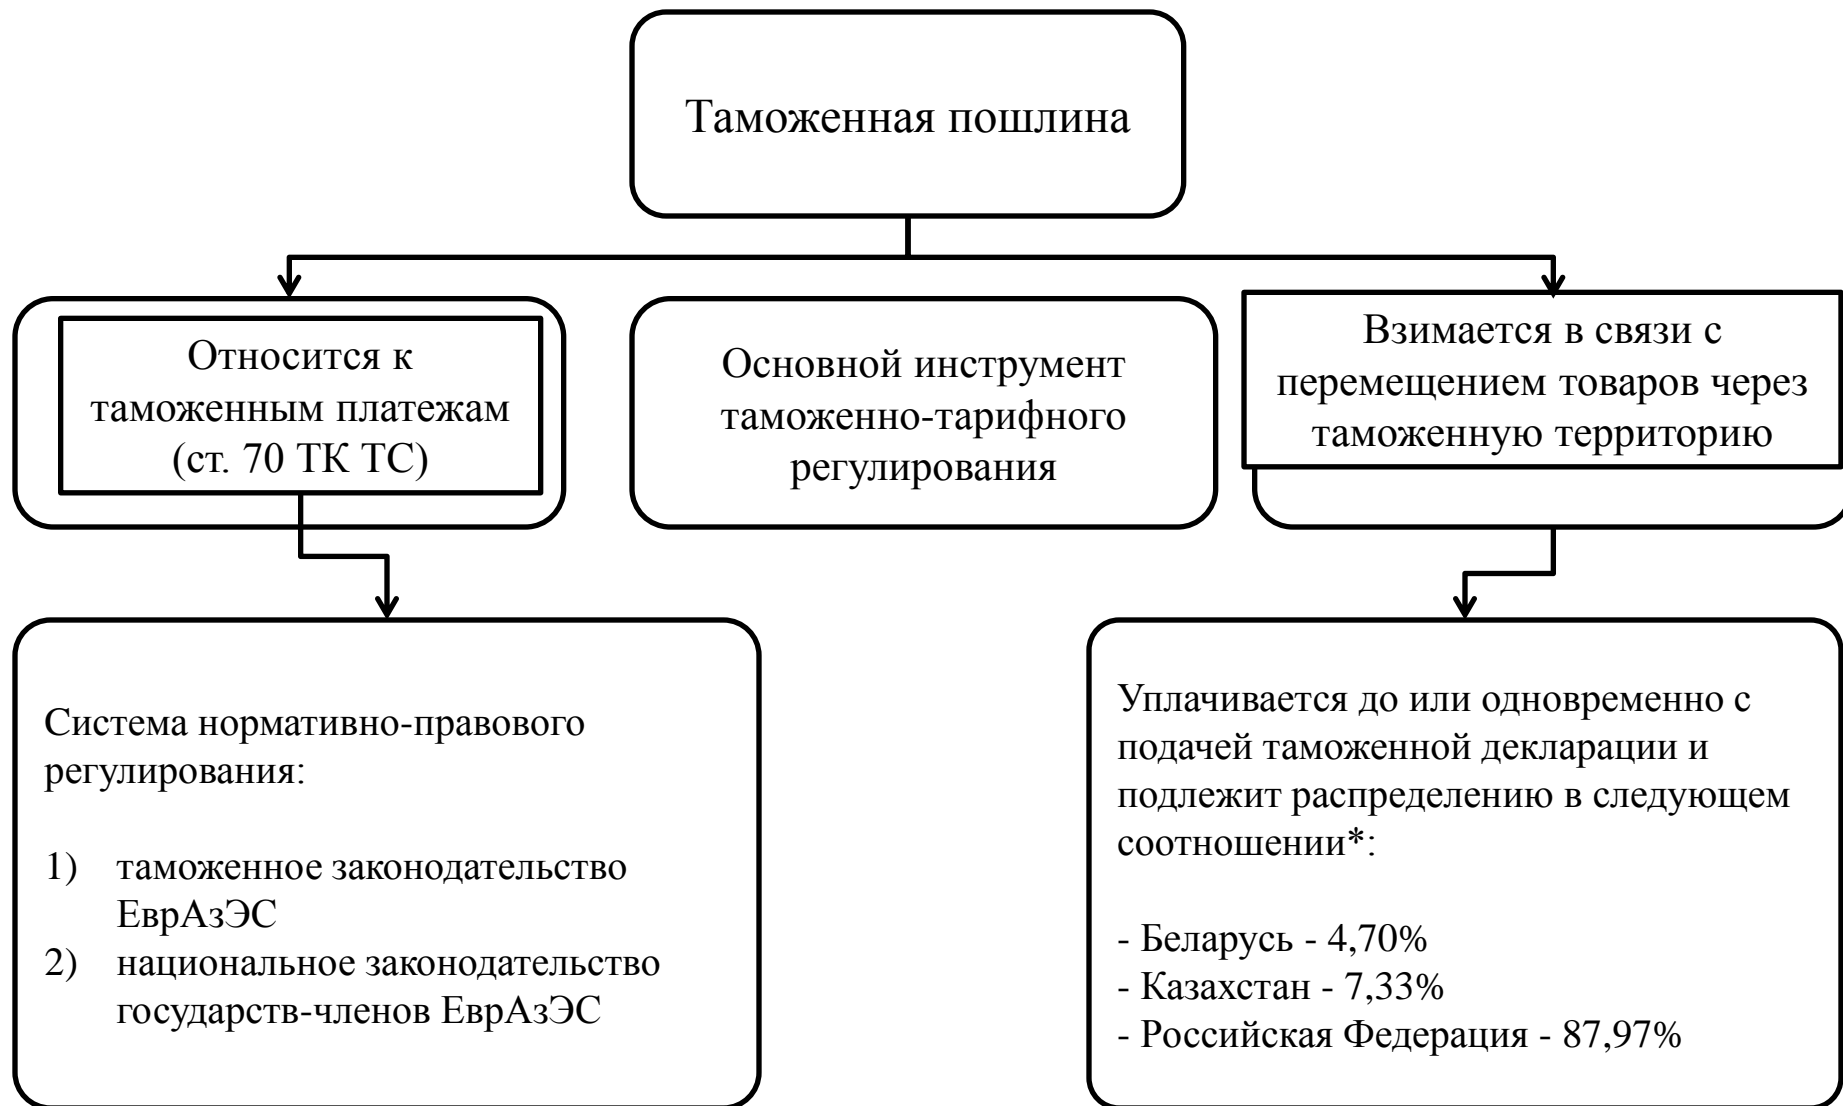 Таможенная пошлина
Относится к
таможенным платежам
(ст. 70 ТК ТС)
Основной инструмент
таможенно-тарифного
регулирования
Взимается в связи с
перемещением товаров через
таможенную территорию
Система нормативно-правового
регулирования:
1) таможенное законодательство
ЕврАзЭС
2) национальное законодательство
государств-членов ЕврАзЭС
Уплачивается до или одновременно с
подачей таможенной декларации и
подлежит распределению в следующем
соотношении*:
- Беларусь - 4,70%
- Казахстан - 7,33%
- Российская Федерация - 87,97%